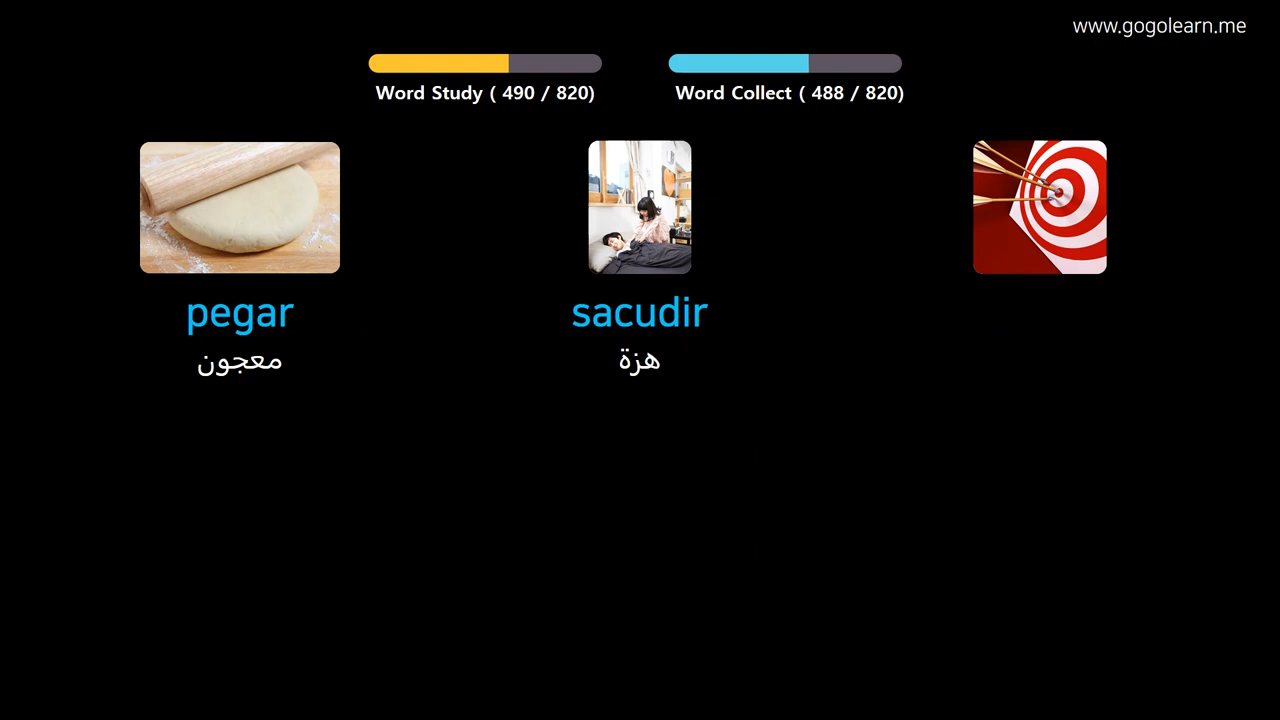 www.gogolearn.me
Word Study ( 490 / 820)
Word Collect ( 488 / 820)
pegar
معجون
sacudir
هزة